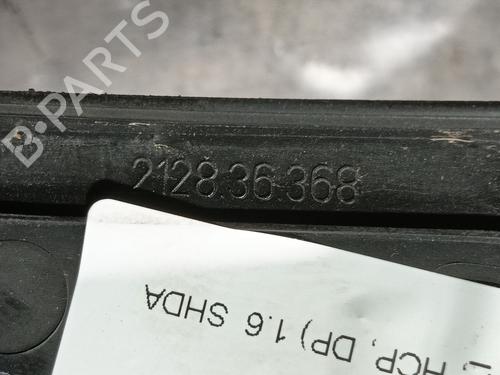 B-PARTS
2128.36 368
, HCP, DP) 1.6 SHDA